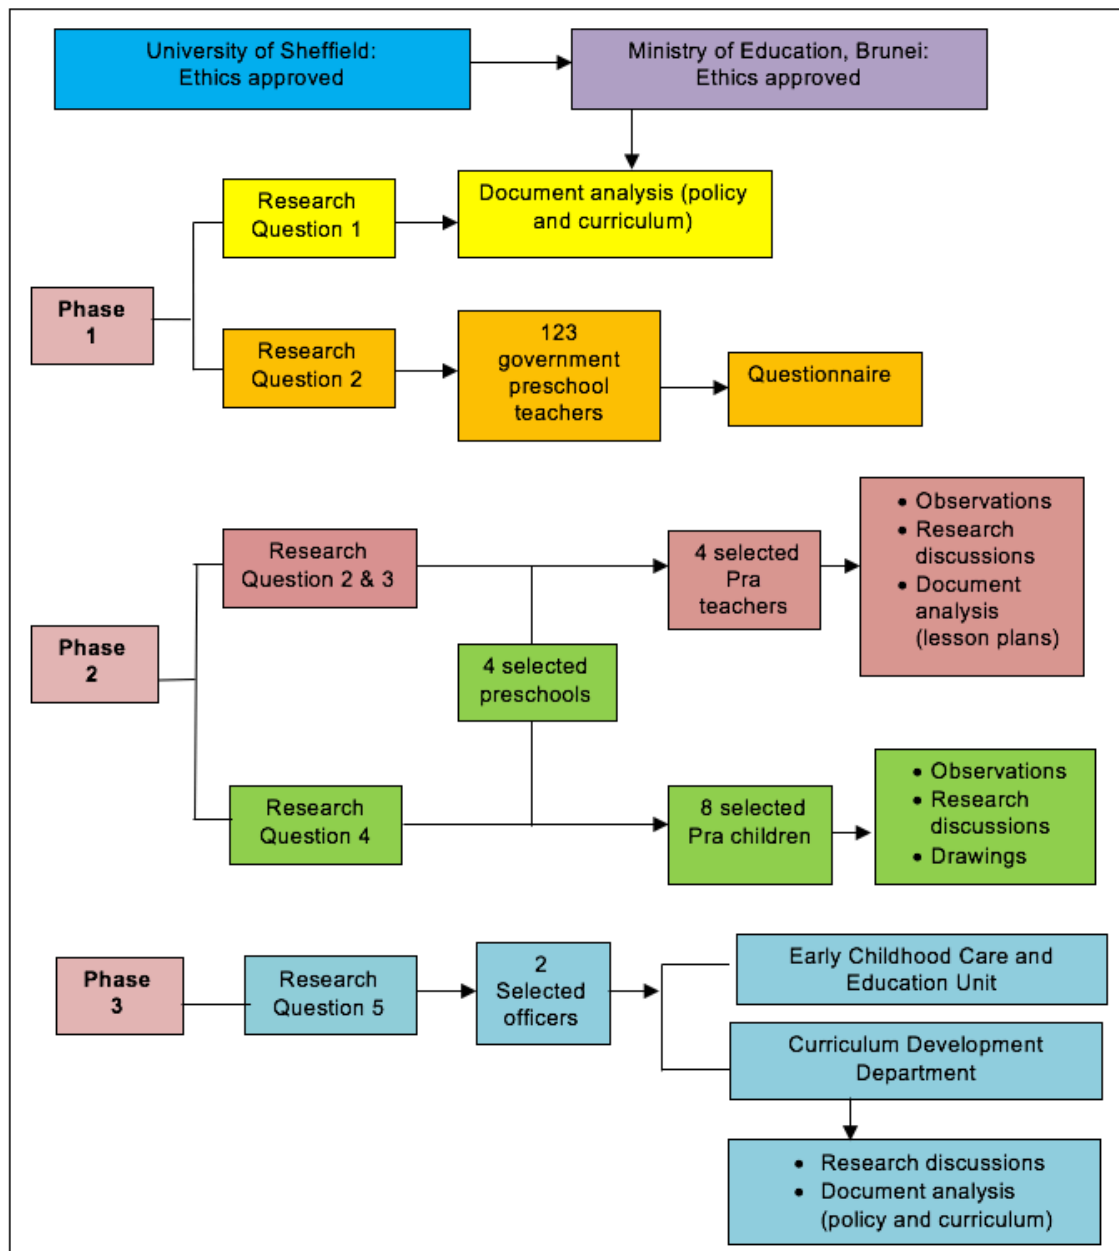 University of Sheffield:
Ethics approved
Ministry of Education, Brunei:
Ethics approved
Research
Question 1
Document analysis (policy
and curriculum)
Phase
1
Research
Question 2
123
government
preschool
teachers
Questionnaire
Research
Question 2 & 3
4 selected
Pra
teachers
• Observations
• Research
discussions
• Document
analysis
(lesson plans)
Phase
2
4 selected
preschools
Research
Question 4
8 selected
Pra children
• Observations
• Research
discussions
• Drawings
Phase
3
Research
Question 5
2
Selected
officers
Early Childhood Care and
Education Unit
Curriculum Development
Department
• Research discussions
• Document analysis
(policy and curriculum)